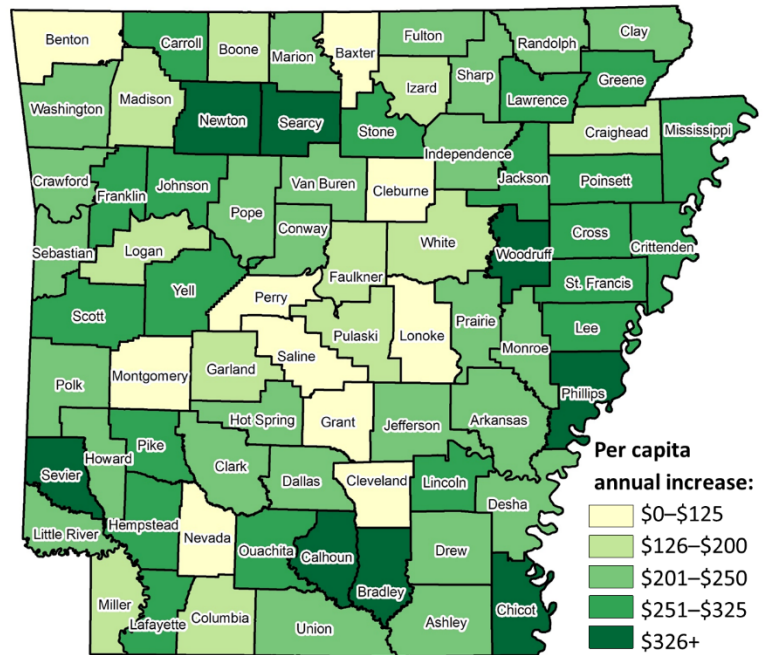 Benton
Carroll
Boone
Marion
Baxter
Fulton
Randolph
Clay
Washington
Madison
Newton
Searcy
Stone
Izard
Sharp
Lawrence
Greene
Craighead
Mississippi
Independence
Crawford
Franklin
Johnson
Pope
Van Buren
Cleburne
Jackson
Poinsett
Sebastian
Logan
Conway
Faulkner
White
Woodruff
Cross
Crittenden
St. Francis
Scott
Yell
Perry
Pulaski
Lonoke
Prairie
Monroe
Lee
Polk
Montgomery
Garland
Saline
Phillips
Hot Spring
Grant
Jefferson
Arkansas
Sevier
Howard
Pike
Clark
Dallas
Cleveland
Lincoln
Desha
Little River
Hempstead
Nevada
Ouachita
Calhoun
Bradley
Drew
Chicot
Miller
Lafayette
Columbia
Union
Ashley
Per capita
annual increase:
$0–$125
$126–$200
$201–$250
$251–$325
$326+